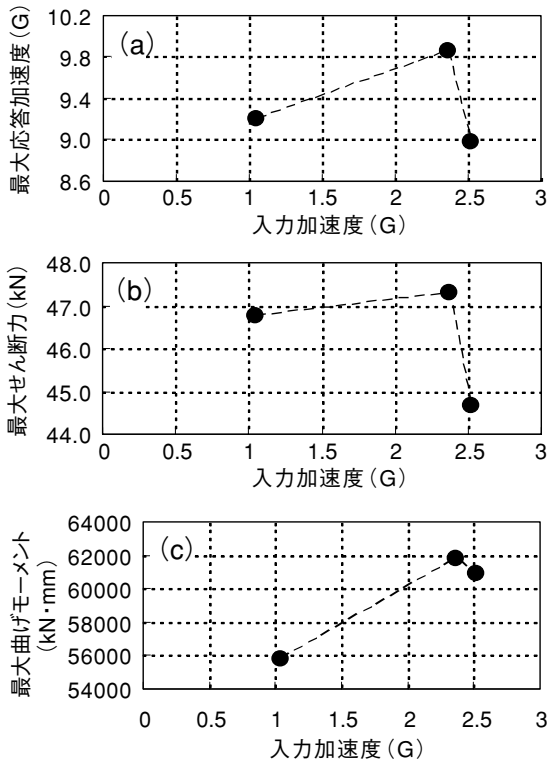 10.2
(a)
9.8
9.4
9.0
8.6
最大応答加速度(G)
0 0.5 1 1.5 2 2.5 3
入力加速度(G)
48.0
(b)
47.0
46.0
45.0
44.0
最大せん断力(kN)
0 0.5 1 1.5 2 2.5 3
入力加速度(G)
64000
(c)
62000
60000
58000
56000
54000
最大曲げモーメント
(kN・mm)
0 0.5 1 1.5 2 2.5 3
入力加速度(G)